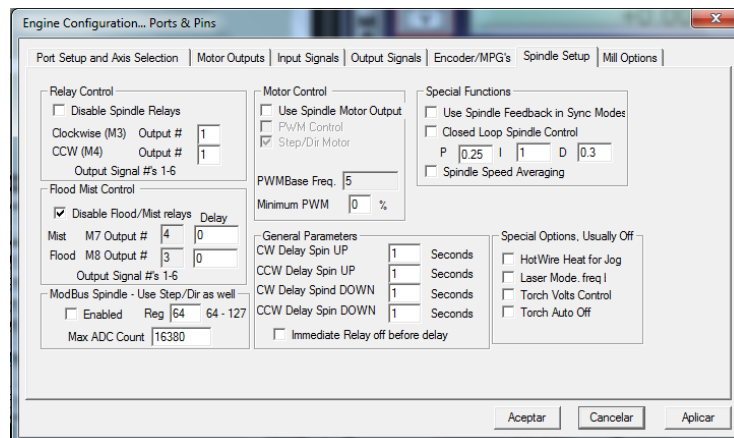 Engine Configuration... Ports & Pins
Port Setup and Axis Selection Motor Outputs Input Signals Output Signals Encoder/MPG's Spindle Setup Mill Options
Relay Control
Disable Spindle Relays
Clockwise (M3) Output # 1
CCW (M4) Output # 1
Output Signal #'s 1-6
Flood Mist Control
Disable Flood/Mist relays Delay
Mist M7 Output # 4 0
Flood M8 Output # 3 0
Output Signal #'s 1-6
ModBus Spindle - Use Step/Dir as well
Enabled Reg 64 64 - 127
Max ADC Count 16380
Motor Control
Use Spindle Motor Output
PWM Control
Step/Dir Motor
PWMBase Freq. 5
Minimum PWM 0 %
General Parameters
CW Delay Spin UP 1 Seconds
CCW Delay Spin UP 1 Seconds
CW Delay Spind DOWN 1 Seconds
CCW Delay Spin DOWN 1 Seconds
Immediate Relay off before delay
Special Functions
Use Spindle Feedback in Sync Modes
Closed Loop Spindle Control
P 0.25 I 1 D 0.3
Spindle Speed Averaging
Special Options, Usually Off
HotWire Heat for Jog
Laser Mode. freq I
Torch Volts Control
Torch Auto Off
Aceptar Cancelar Aplicar